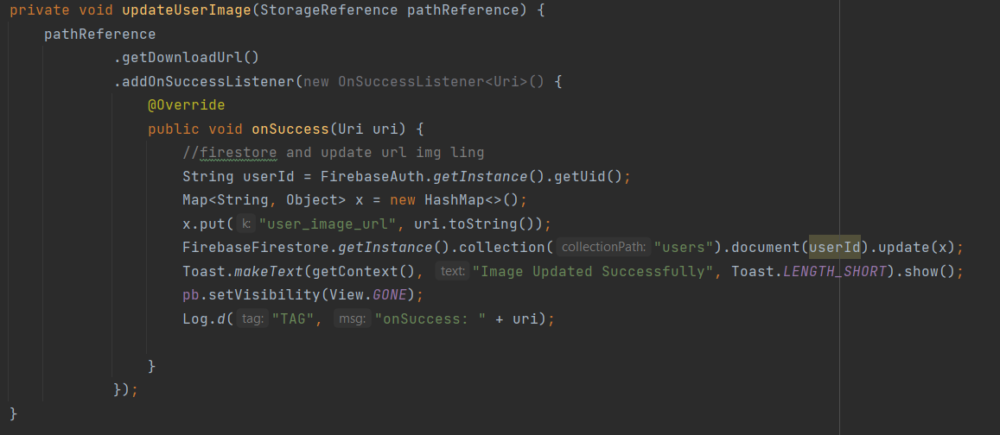 private void updateUserImage(StorageReference pathReference) {
pathReference
.getDownloadUrl()
.addOnSuccessListener(new OnSuccessListener<Uri>() {
@Override
public void onSuccess(Uri uri) {
//firestore and update url img ling
String userId = FirebaseAuth.getInstance().getUid();
Map<String, Object> x = new HashMap<>();
x.put( k: "user_image_url", uri.toString());
FirebaseFirestore.getInstance().collection( collectionPath: "users").document(userId).update(x);
Toast.makeText(getContext(), text: "Image Updated Successfully", Toast.LENGTH_SHORT).show();
pb.setVisibility(View.GONE);
Log.d( tag: "TAG", msg: "onSuccess: " + uri);
}
});
}